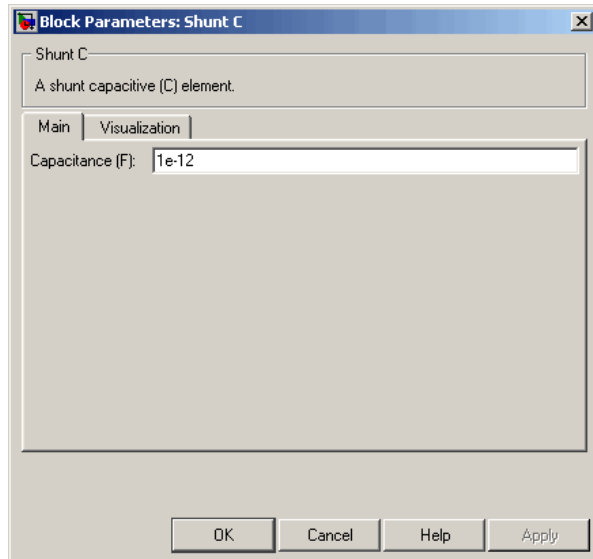 Block Parameters: Shunt C
Shunt C
A shunt capacitive (C) element.
Main Visualization
Capacitance (F): 1e-12
OK Cancel Help Apply